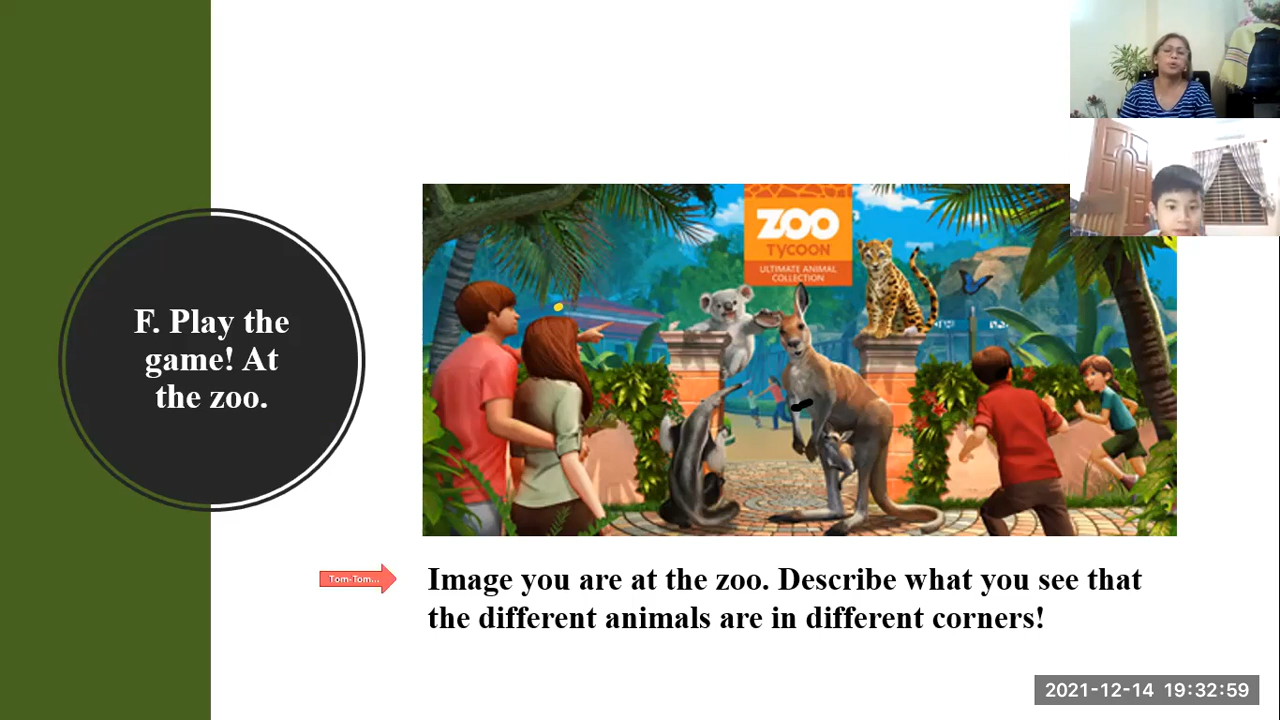 F. Play the
game! At
the zoo.
ZOO
TYCOON
ULTIMATE ANIMAL
COLLECTION
Tom-Tom...
Image you are at the zoo. Describe what you see that
the different animals are in different corners!
2021-12-14 19:32:59